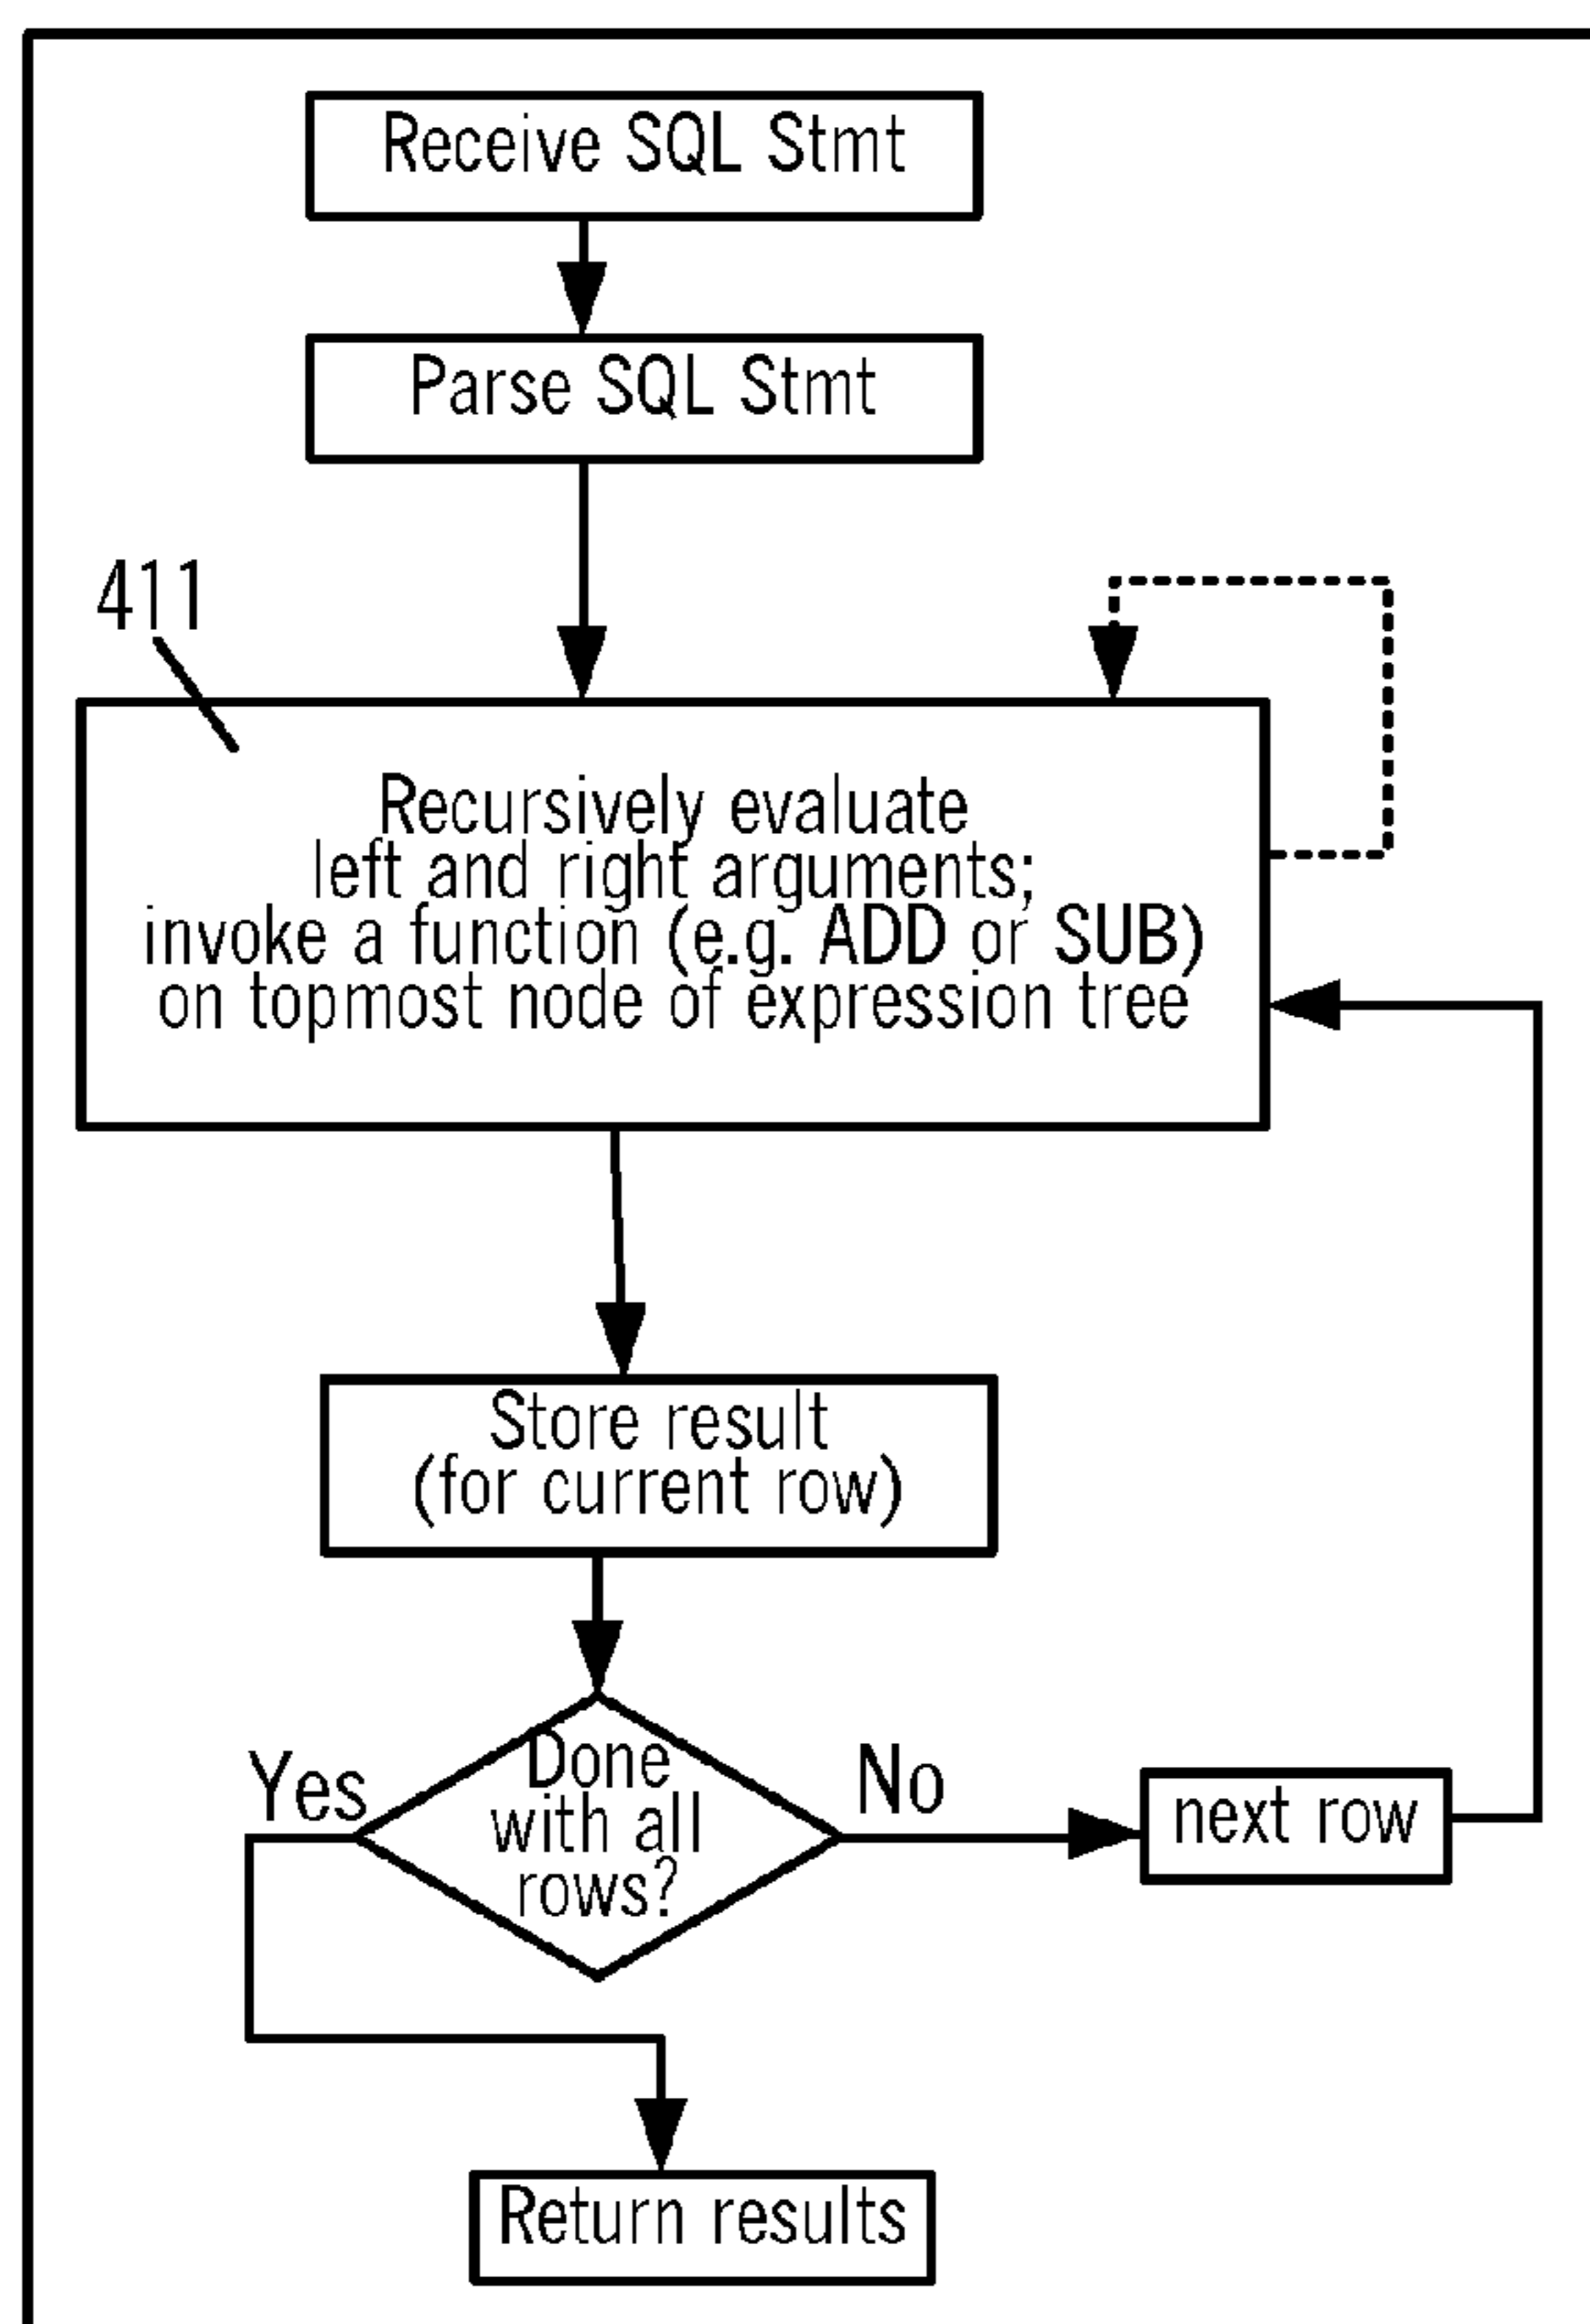 Receive SQL Stmt
Parse SQL Stmt
411
Recursively evaluate
left and right arguments;
invoke a function (e.g. ADD or SUB)
on topmost node of expression tree
Store result
(for current row)
Done
with all
rows?
Yes
No
next row
Return results